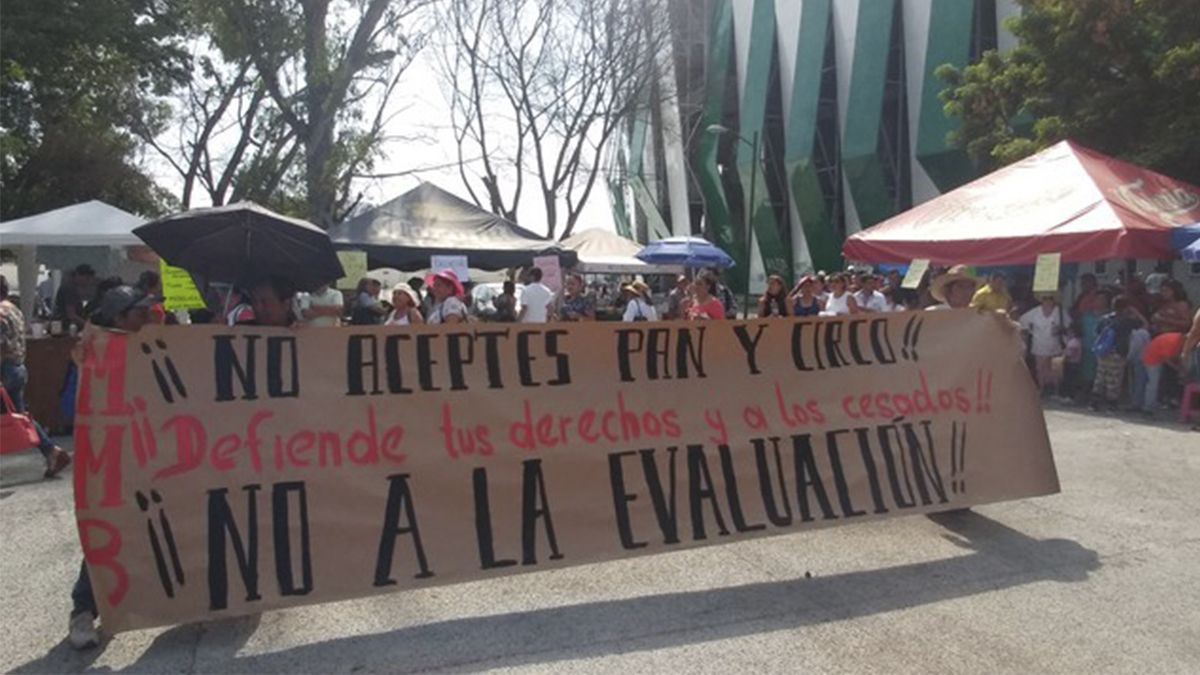 ¡¡ NO ACEPTES PAN Y CIRCO!!
¡¡Defiende tus derechos y a los cesados!!
¡¡ NO A LA EVALUACIÓN!!
M.
M
B